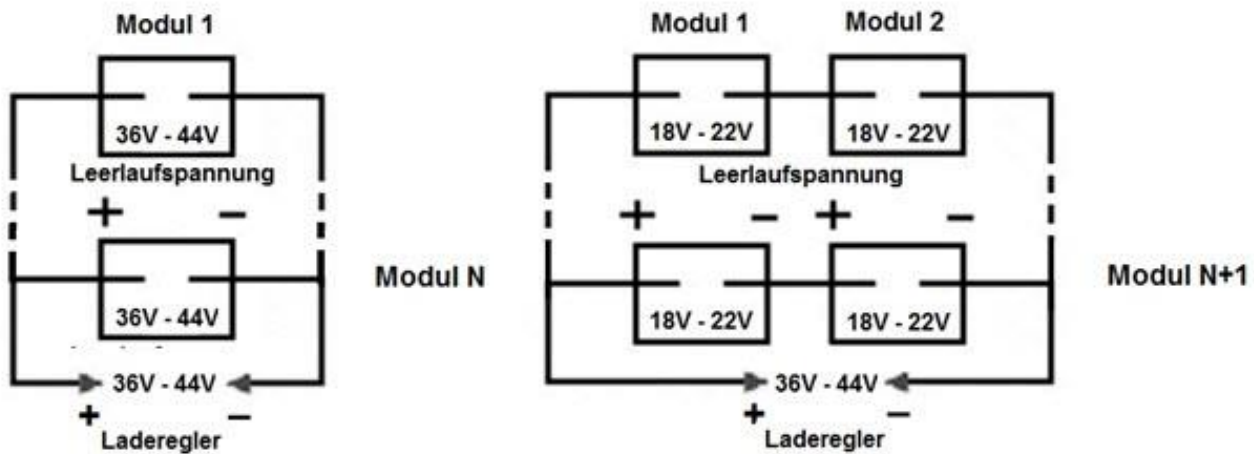 Modul 1
36V - 44V
Leerlaufspannung
+ −
36V - 44V
Modul N
36V - 44V
+ −
Laderegler
Modul 1 Modul 2
18V - 22V 18V - 22V
Leerlaufspannung
+ − + −
18V - 22V 18V - 22V
Modul N+1
36V - 44V
+ −
Laderegler